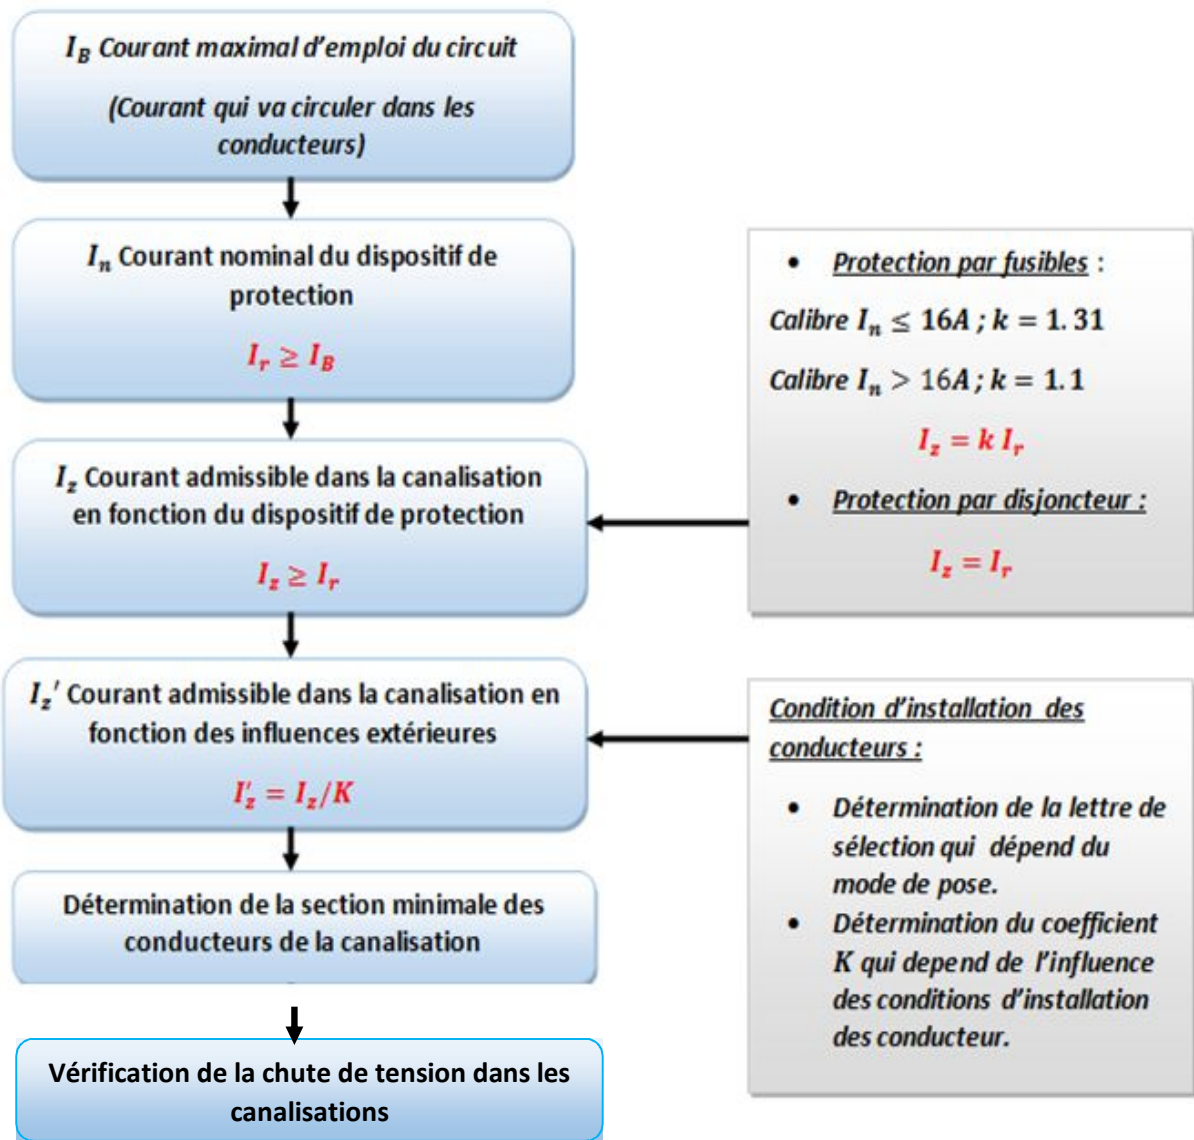 I_B Courant maximal d'emploi du circuit
(Courant qui va circuler dans les
conducteurs)
I_n Courant nominal du dispositif de
protection
I_r ≥ I_B
I_z Courant admissible dans la canalisation
en fonction du dispositif de protection
I_z ≥ I_r
• Protection par fusibles :
Calibre I_n ≤ 16A ; k = 1.31
Calibre I_n > 16A ; k = 1.1
I_z = k I_r
• Protection par disjoncteur :
I_z = I_r
I_z' Courant admissible dans la canalisation en
fonction des influences extérieures
I'_z = I_z/K
Condition d'installation des
conducteurs :
• Détermination de la lettre de
sélection qui dépend du
mode de pose.
• Détermination du coefficient
K qui depend de l'influence
des conditions d'installation
des conducteur.
Détermination de la section minimale des
conducteurs de la canalisation
Vérification de la chute de tension dans les
canalisations